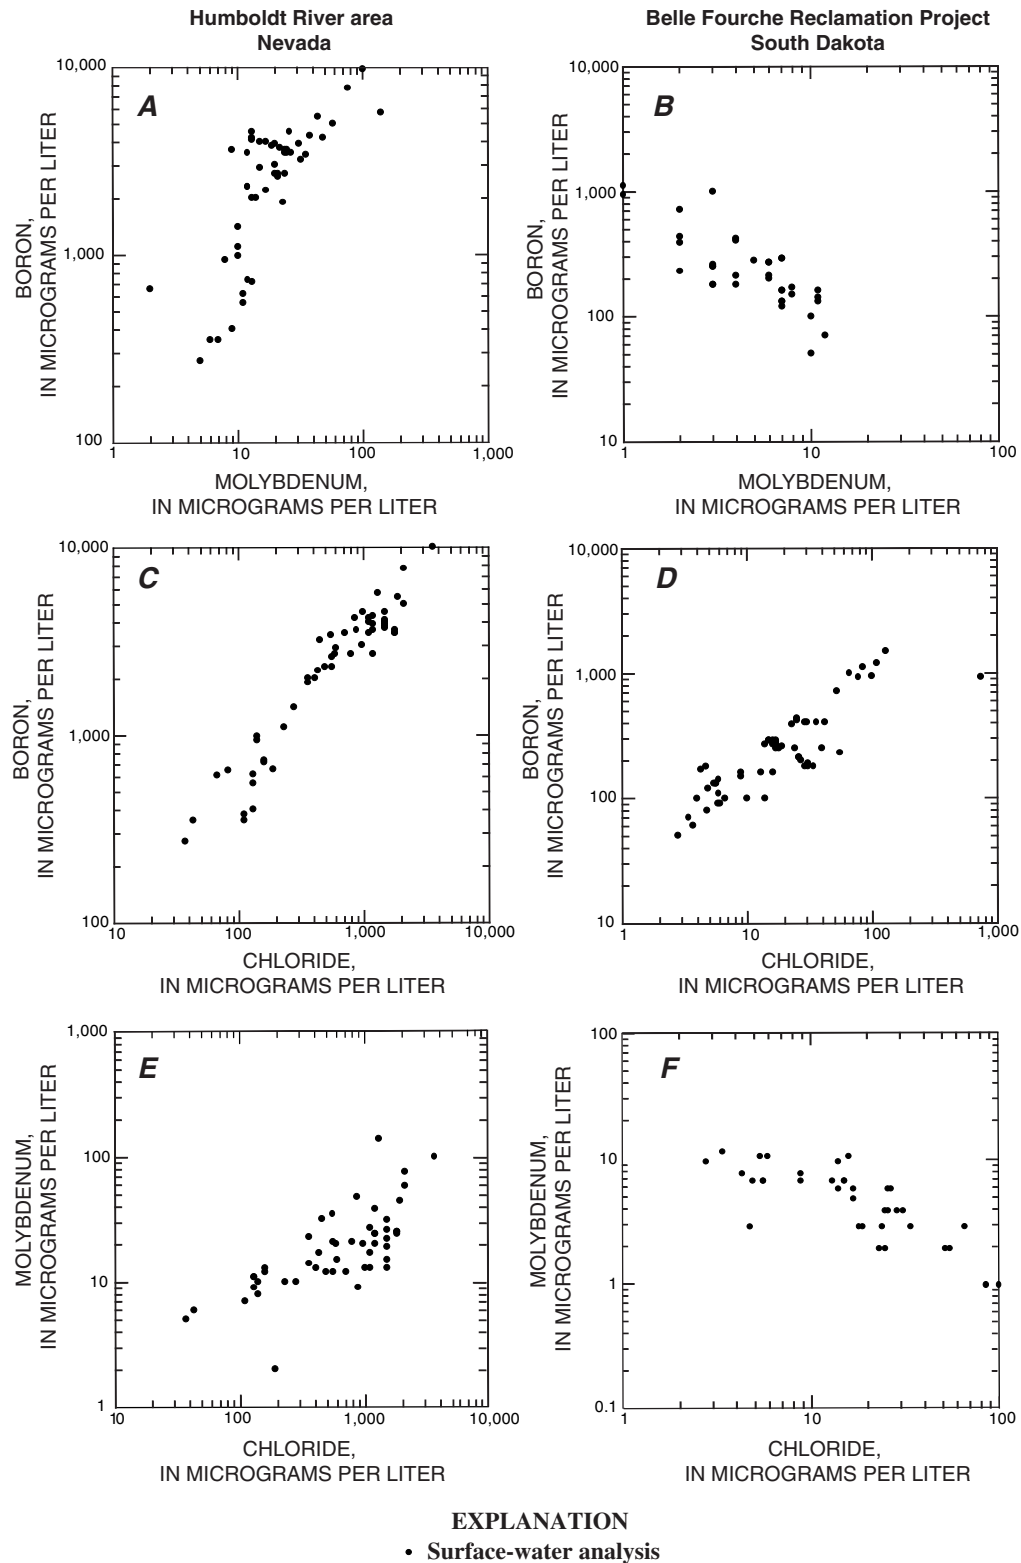 Humboldt River area
Nevada
Belle Fourche Reclamation Project
South Dakota
A
BORON,
IN MICROGRAMS PER LITER
10,000
1,000
100
1
10
100
1,000
MOLYBDENUM,
IN MICROGRAMS PER LITER
B
BORON,
IN MICROGRAMS PER LITER
10,000
1,000
100
10
1
10
100
MOLYBDENUM,
IN MICROGRAMS PER LITER
C
BORON,
IN MICROGRAMS PER LITER
10,000
1,000
100
10
100
1,000
10,000
CHLORIDE,
IN MICROGRAMS PER LITER
D
BORON,
IN MICROGRAMS PER LITER
10,000
1,000
100
10
1
10
100
1,000
CHLORIDE,
IN MICROGRAMS PER LITER
E
MOLYBDENUM,
IN MICROGRAMS PER LITER
1,000
100
10
1
10
100
1,000
10,000
CHLORIDE,
IN MICROGRAMS PER LITER
F
MOLYBDENUM,
IN MICROGRAMS PER LITER
100
10
1
0.1
1
10
100
CHLORIDE,
IN MICROGRAMS PER LITER
EXPLANATION
• Surface-water analysis